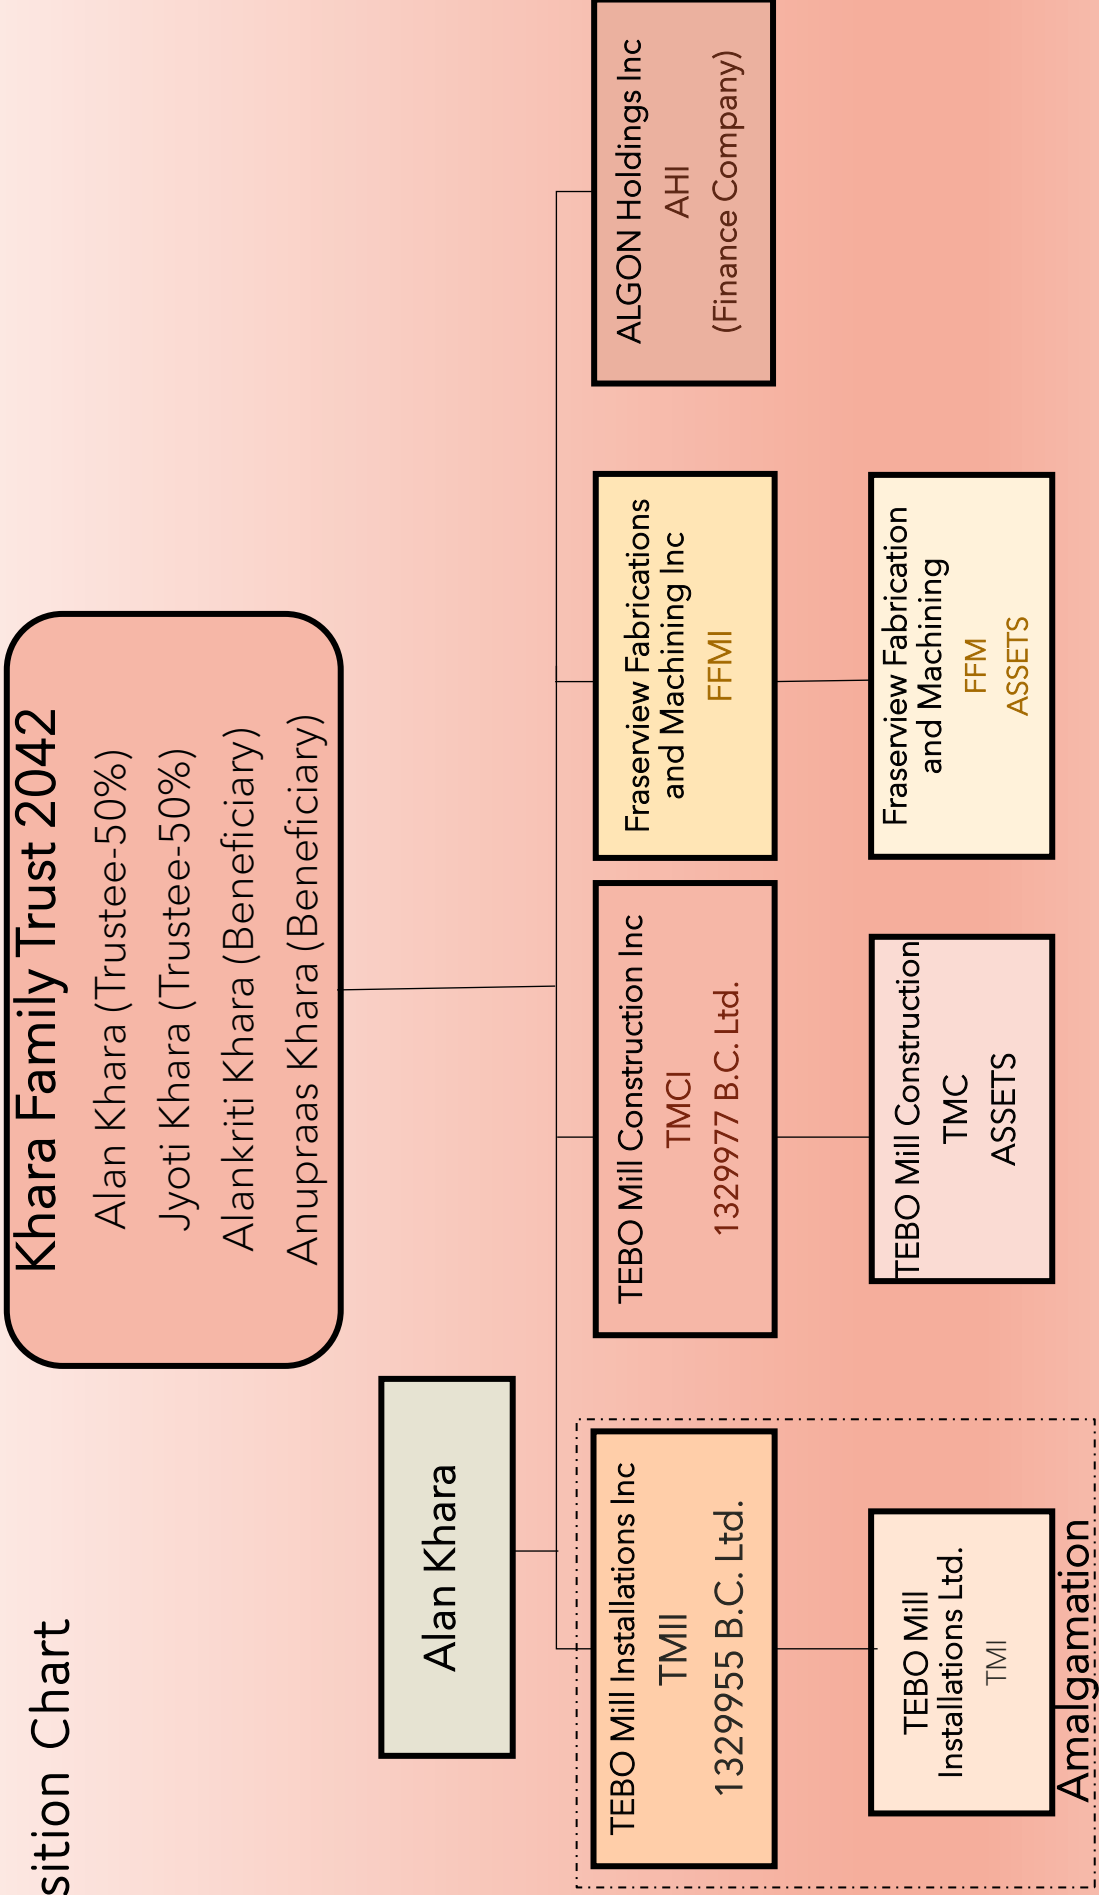 sition Chart
Khara Family Trust 2042
Alan Khara (Trustee-50%)
Jyoti Khara (Trustee-50%)
Alankriti Khara (Beneficiary)
Anupraas Khara (Beneficiary)
Alan Khara
TEBO Mill Installations Inc
TMII
1329955 B.C. Ltd.
TEBO Mill Construction Inc
TMCI
1329977 B.C. Ltd.
Fraserview Fabrications
and Machining Inc
FFMI
ALGON Holdings Inc
AHI
(Finance Company)
TEBO Mill
Installations Ltd.
TMI
TEBO Mill Construction
TMC
ASSETS
Fraserview Fabrication
and Machining
FFM
ASSETS
Amalgamation